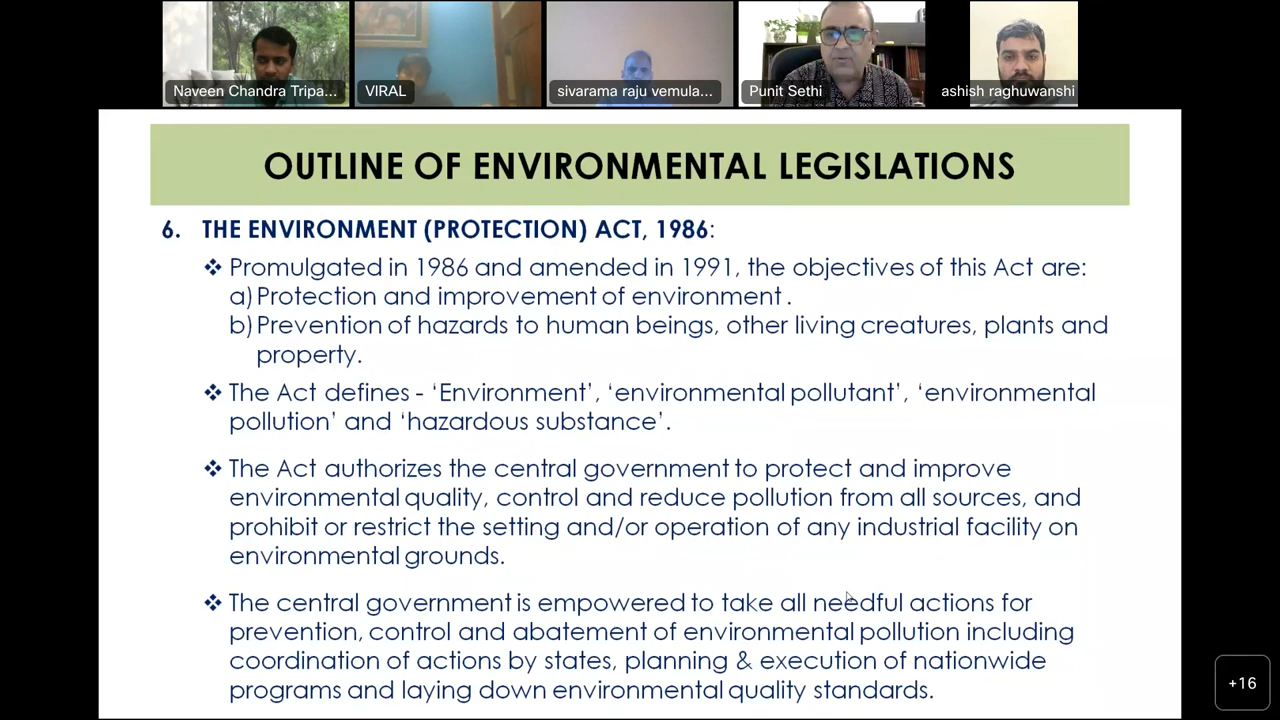 Naveen Chandra Tripa...
VIRAL
sivarama raju vemula...
Punit Sethi
ashish raghuwanshi
OUTLINE OF ENVIRONMENTAL LEGISLATIONS
6. THE ENVIRONMENT (PROTECTION) ACT, 1986:
❖ Promulgated in 1986 and amended in 1991, the objectives of this Act are:
a) Protection and improvement of environment .
b) Prevention of hazards to human beings, other living creatures, plants and
property.
❖ The Act defines - ‘Environment’, ‘environmental pollutant’, ‘environmental
pollution’ and ‘hazardous substance’.
❖ The Act authorizes the central government to protect and improve
environmental quality, control and reduce pollution from all sources, and
prohibit or restrict the setting and/or operation of any industrial facility on
environmental grounds.
❖ The central government is empowered to take all needful actions for
prevention, control and abatement of environmental pollution including
coordination of actions by states, planning & execution of nationwide
programs and laying down environmental quality standards.
+16